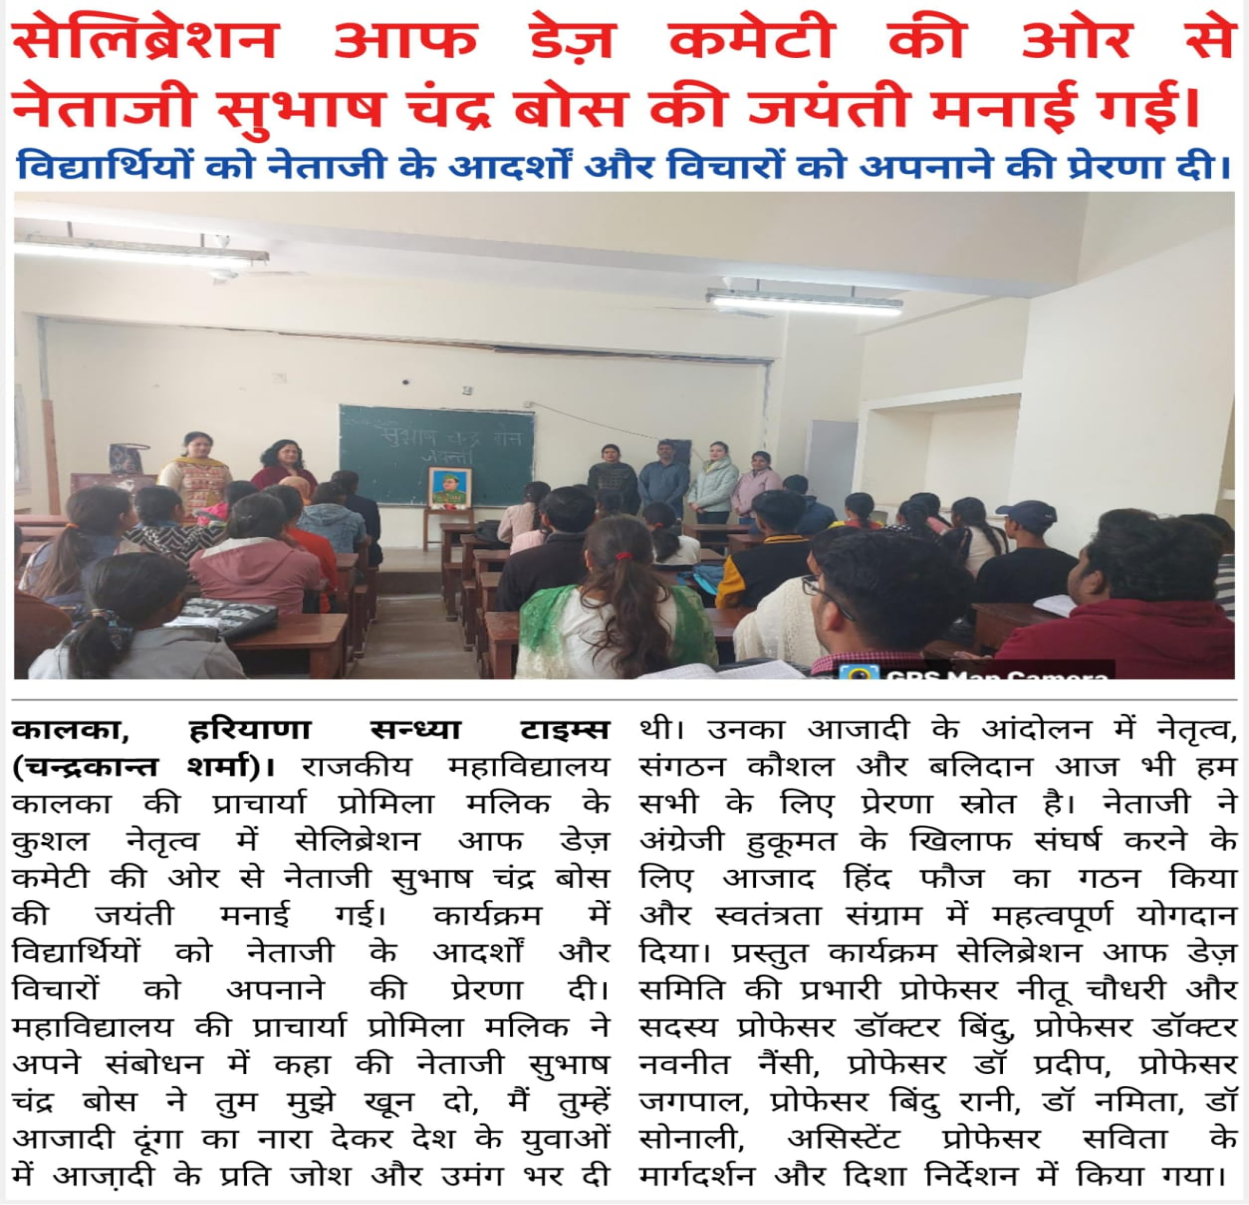 सेलिब्रेशन आफ डेज़ कमेटी की ओर से
नेताजी सुभाष चंद्र बोस की जयंती मनाई गई।
विद्यार्थियों को नेताजी के आदर्शों और विचारों को अपनाने की प्रेरणा दी।
सुभाष चन्द्र बोस
जयन्ती
GPS Map Camera
कालका, हरियाणा सन्ध्या टाइम्स
(चन्द्रकान्त शर्मा)। राजकीय महाविद्यालय
कालका की प्राचार्या प्रोमिला मलिक के
कुशल नेतृत्व में सेलिब्रेशन आफ डेज़
कमेटी की ओर से नेताजी सुभाष चंद्र बोस
की जयंती मनाई गई। कार्यक्रम में
विद्यार्थियों को नेताजी के आदर्शों और
विचारों को अपनाने की प्रेरणा दी।
महाविद्यालय की प्राचार्या प्रोमिला मलिक ने
अपने संबोधन में कहा की नेताजी सुभाष
चंद्र बोस ने तुम मुझे खून दो, मैं तुम्हें
आजादी दूंगा का नारा देकर देश के युवाओं
में आजा़दी के प्रति जोश और उमंग भर दी
थी। उनका आजादी के आंदोलन में नेतृत्व,
संगठन कौशल और बलिदान आज भी हम
सभी के लिए प्रेरणा स्रोत है। नेताजी ने
अंग्रेजी हुकूमत के खिलाफ संघर्ष करने के
लिए आजाद हिंद फौज का गठन किया
और स्वतंत्रता संग्राम में महत्वपूर्ण योगदान
दिया। प्रस्तुत कार्यक्रम सेलिब्रेशन आफ डेज़
समिति की प्रभारी प्रोफेसर नीतू चौधरी और
सदस्य प्रोफेसर डॉक्टर बिंदु, प्रोफेसर डॉक्टर
नवनीत नैंसी, प्रोफेसर डॉ प्रदीप, प्रोफेसर
जगपाल, प्रोफेसर बिंदु रानी, डॉ नमिता, डॉ
सोनाली, असिस्टेंट प्रोफेसर सविता के
मार्गदर्शन और दिशा निर्देशन में किया गया।